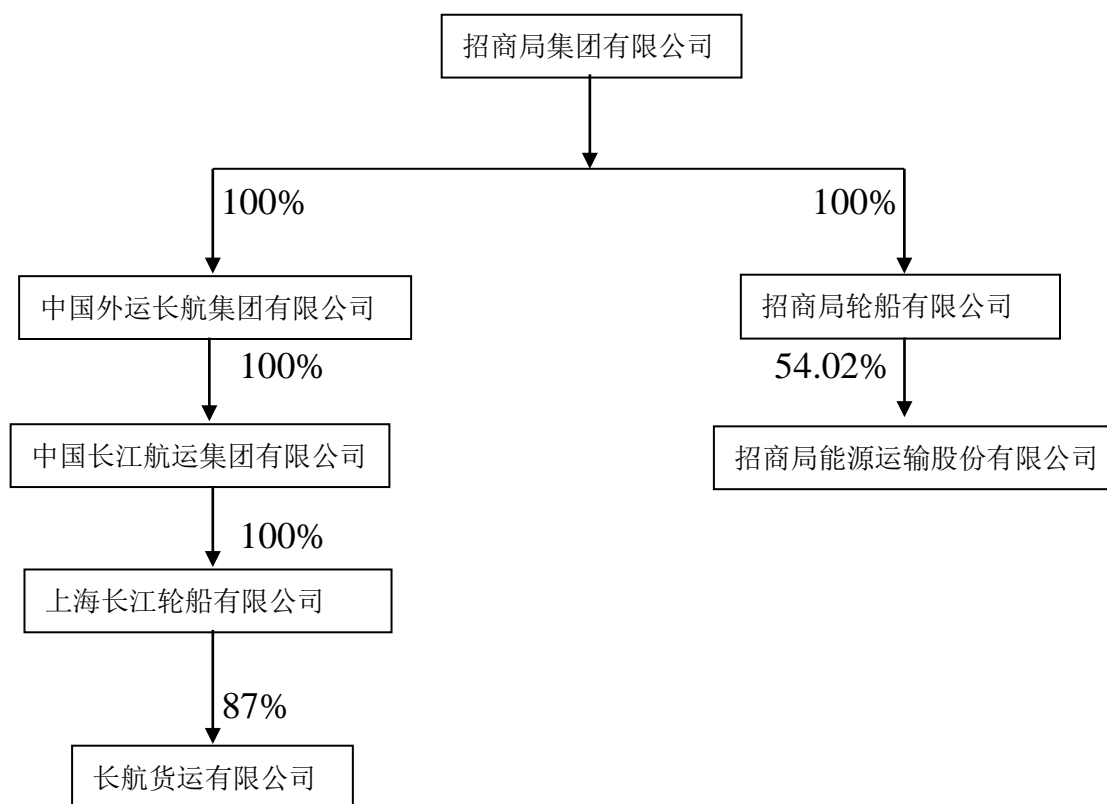 招商局集团有限公司
100%
100%
中国外运长航集团有限公司
招商局轮船有限公司
100%
54.02%
中国长江航运集团有限公司
招商局能源运输股份有限公司
100%
上海长江轮船有限公司
87%
长航货运有限公司